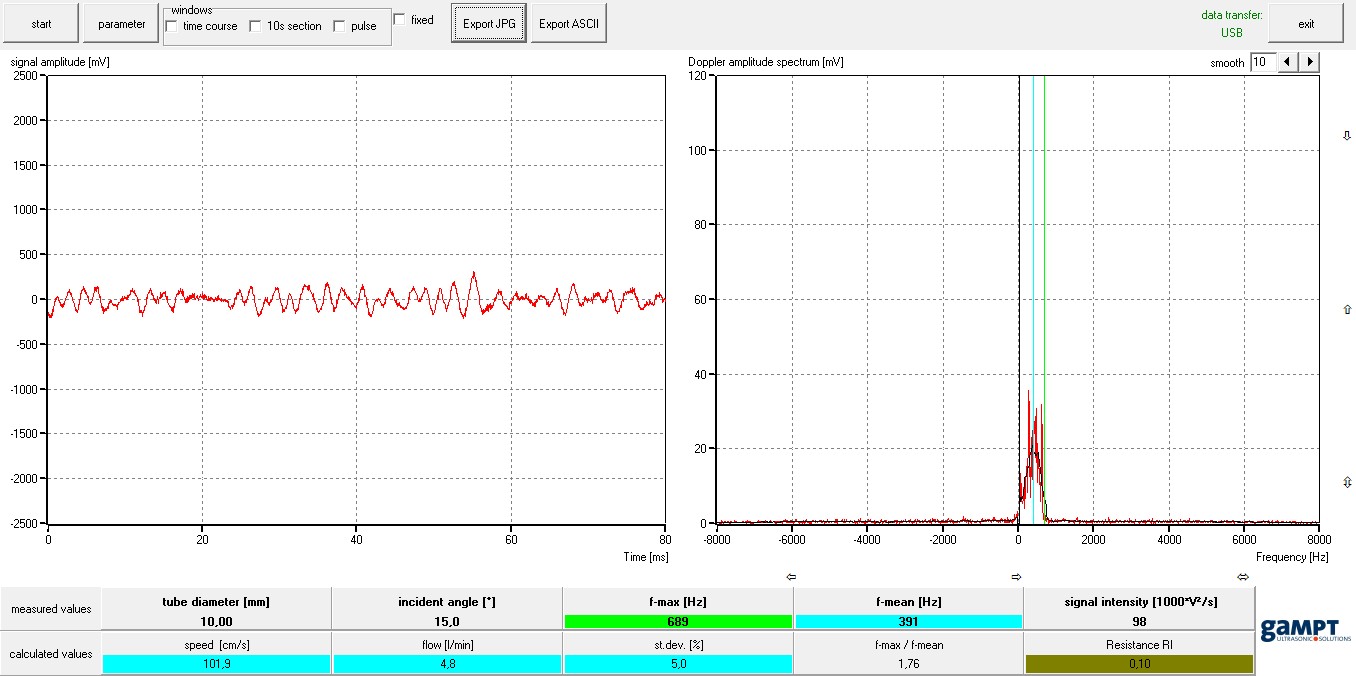 start
parameter
windows
time course
10s section
pulse
fixed
Export JPG
Export ASCII
data transfer:
USB
exit
signal amplitude [mV]
2500
2000
1500
1000
500
0
-500
-1000
-1500
-2000
-2500
0 20 40 60 80
Time [ms]
Doppler amplitude spectrum [mV]
smooth 10
120
100
80
60
40
20
0
-8000 -6000 -4000 -2000 0 2000 4000 6000 8000
Frequency [Hz]
measured values
tube diameter [mm] incident angle [°] f-max [Hz] f-mean [Hz] signal intensity [1000*V²/s]
10,00 15,0 689 391 98
calculated values
speed [cm/s] flow [l/min] st.dev. [%] f-max / f-mean Resistance RI
101,9 4,8 5,0 1,76 0,10
gAMPT
ULTRASONIC SOLUTIONS